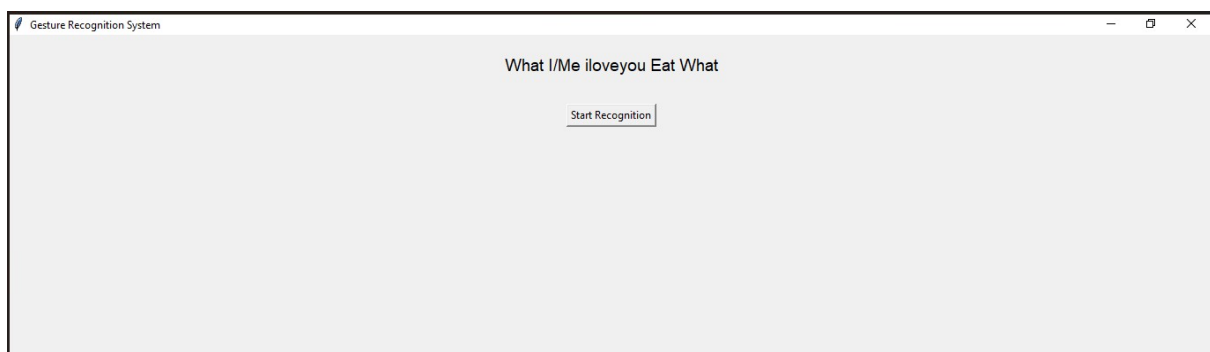 Gesture Recognition System
What I/Me iloveyou Eat What
Start Recognition